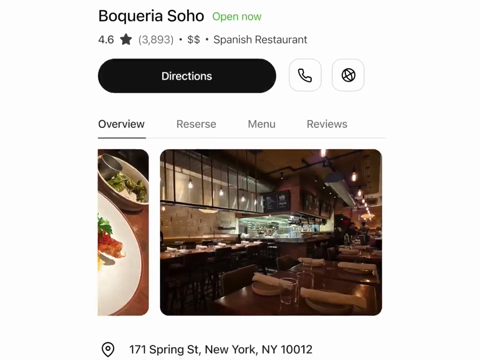 Boqueria Soho Open now
4.6 ★ (3,893) • $$ • Spanish Restaurant
Directions
Overview Reserse Menu Reviews
171 Spring St, New York, NY 10012